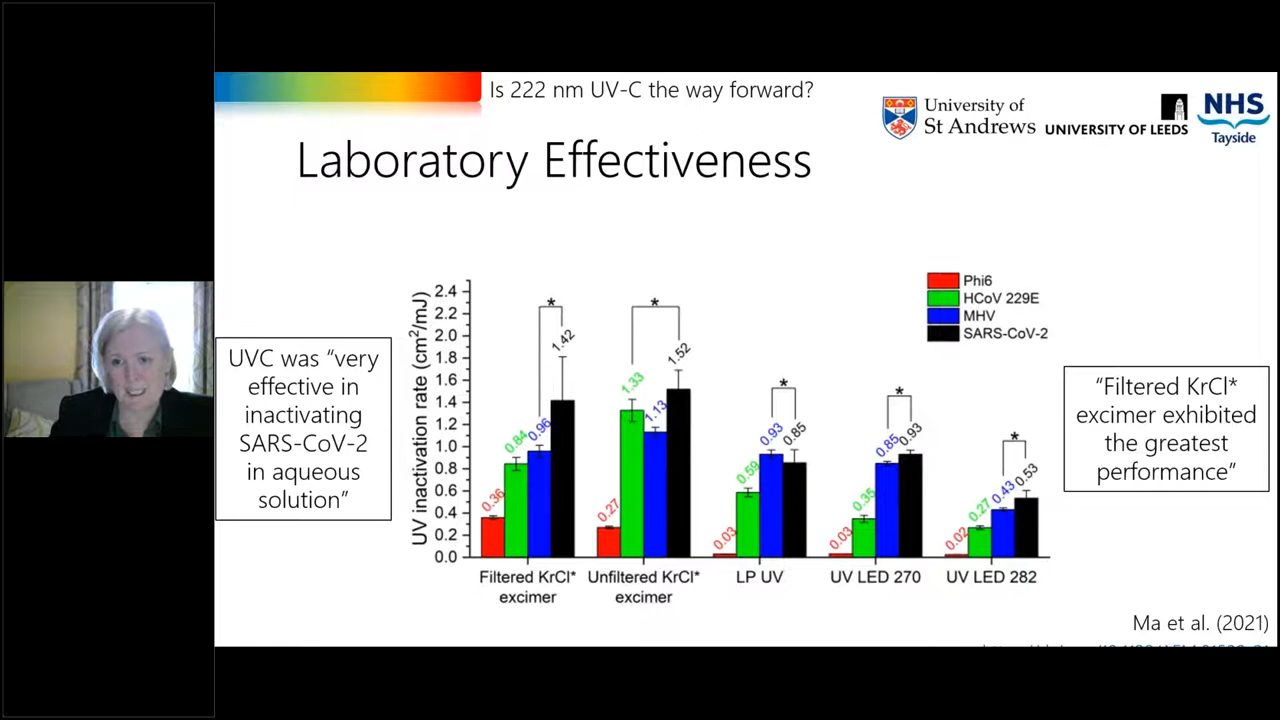 Is 222 nm UV-C the way forward?
University of
St Andrews
UNIVERSITY OF LEEDS
NHS
Tayside
Laboratory Effectiveness
UVC was “very
effective in
inactivating
SARS-CoV-2
in aqueous
solution”
UV inactivation rate (cm²/mJ)
2.4
2.2
2.0
1.8
1.6
1.4
1.2
1.0
0.8
0.6
0.4
0.2
0.0
0.36
0.84
0.96
1.42
*
0.27
1.33
1.13
1.52
*
0.03
0.59
0.93
0.85
*
0.03
0.35
0.85
0.93
*
0.02
0.27
0.43
0.53
*
Filtered KrCl*
excimer
Unfiltered KrCl*
excimer
LP UV
UV LED 270
UV LED 282
Phi6
HCoV 229E
MHV
SARS-CoV-2
“Filtered KrCl*
excimer exhibited
the greatest
performance”
Ma et al. (2021)